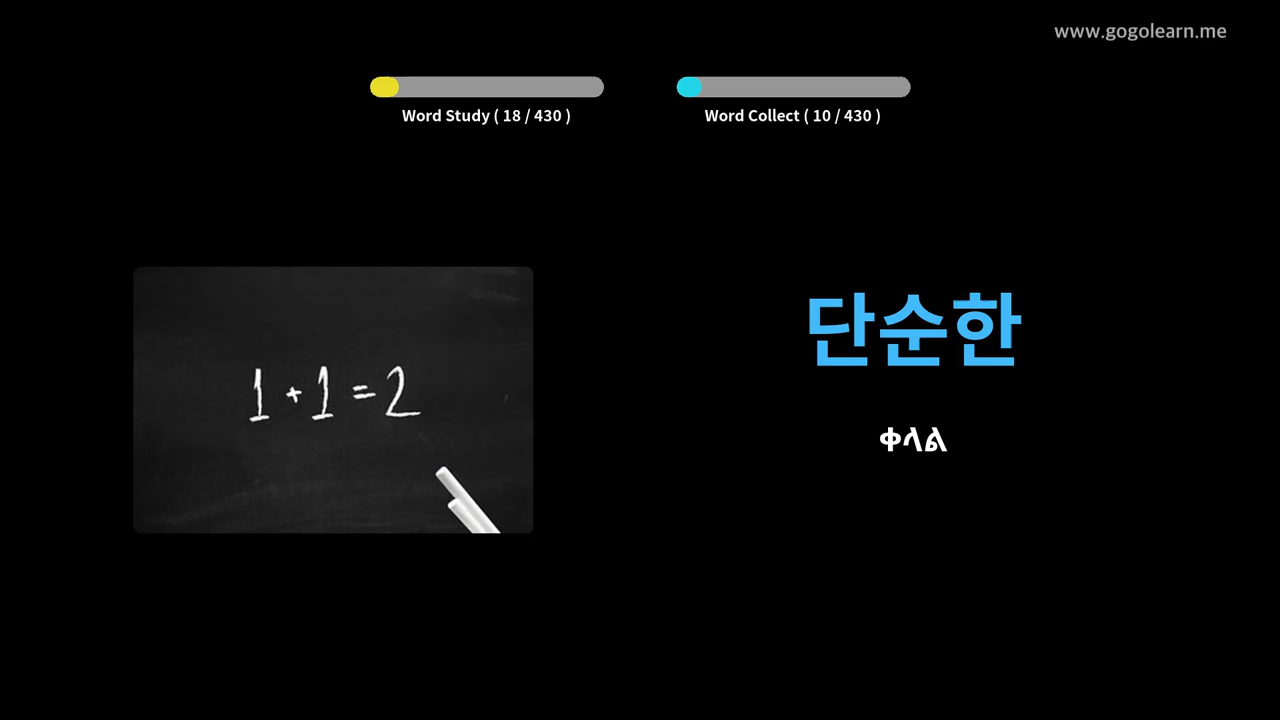 www.gogolearn.me
Word Study ( 18 / 430 )
Word Collect ( 10 / 430 )
1 + 1 = 2
단순한
ቀላል